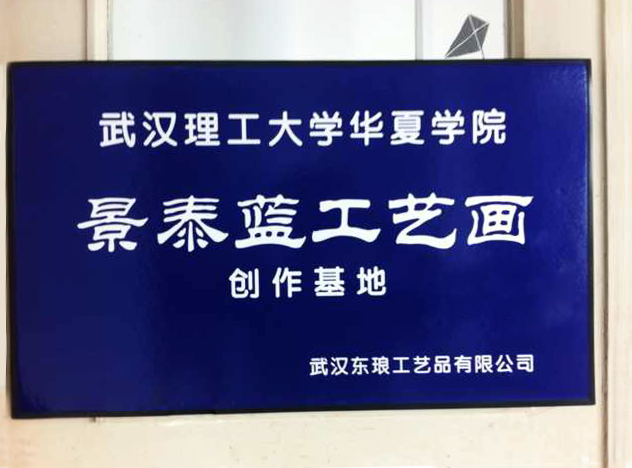 武汉理工大学华夏学院
景泰蓝工艺画
创作基地
武汉东琅工艺品有限公司